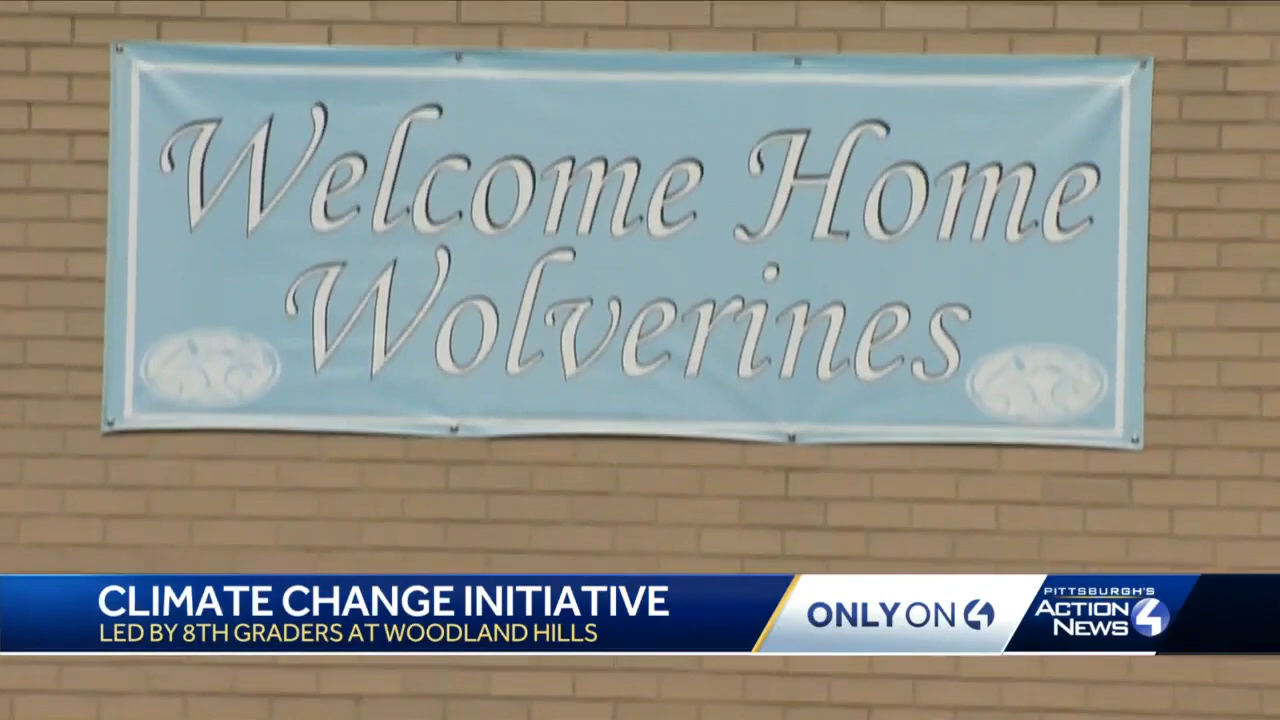 Welcome Home
Wolverines
CLIMATE CHANGE INITIATIVE
LED BY 8TH GRADERS AT WOODLAND HILLS
ONLY ON 4
PITTSBURGH'S
ACTION
NEWS 4